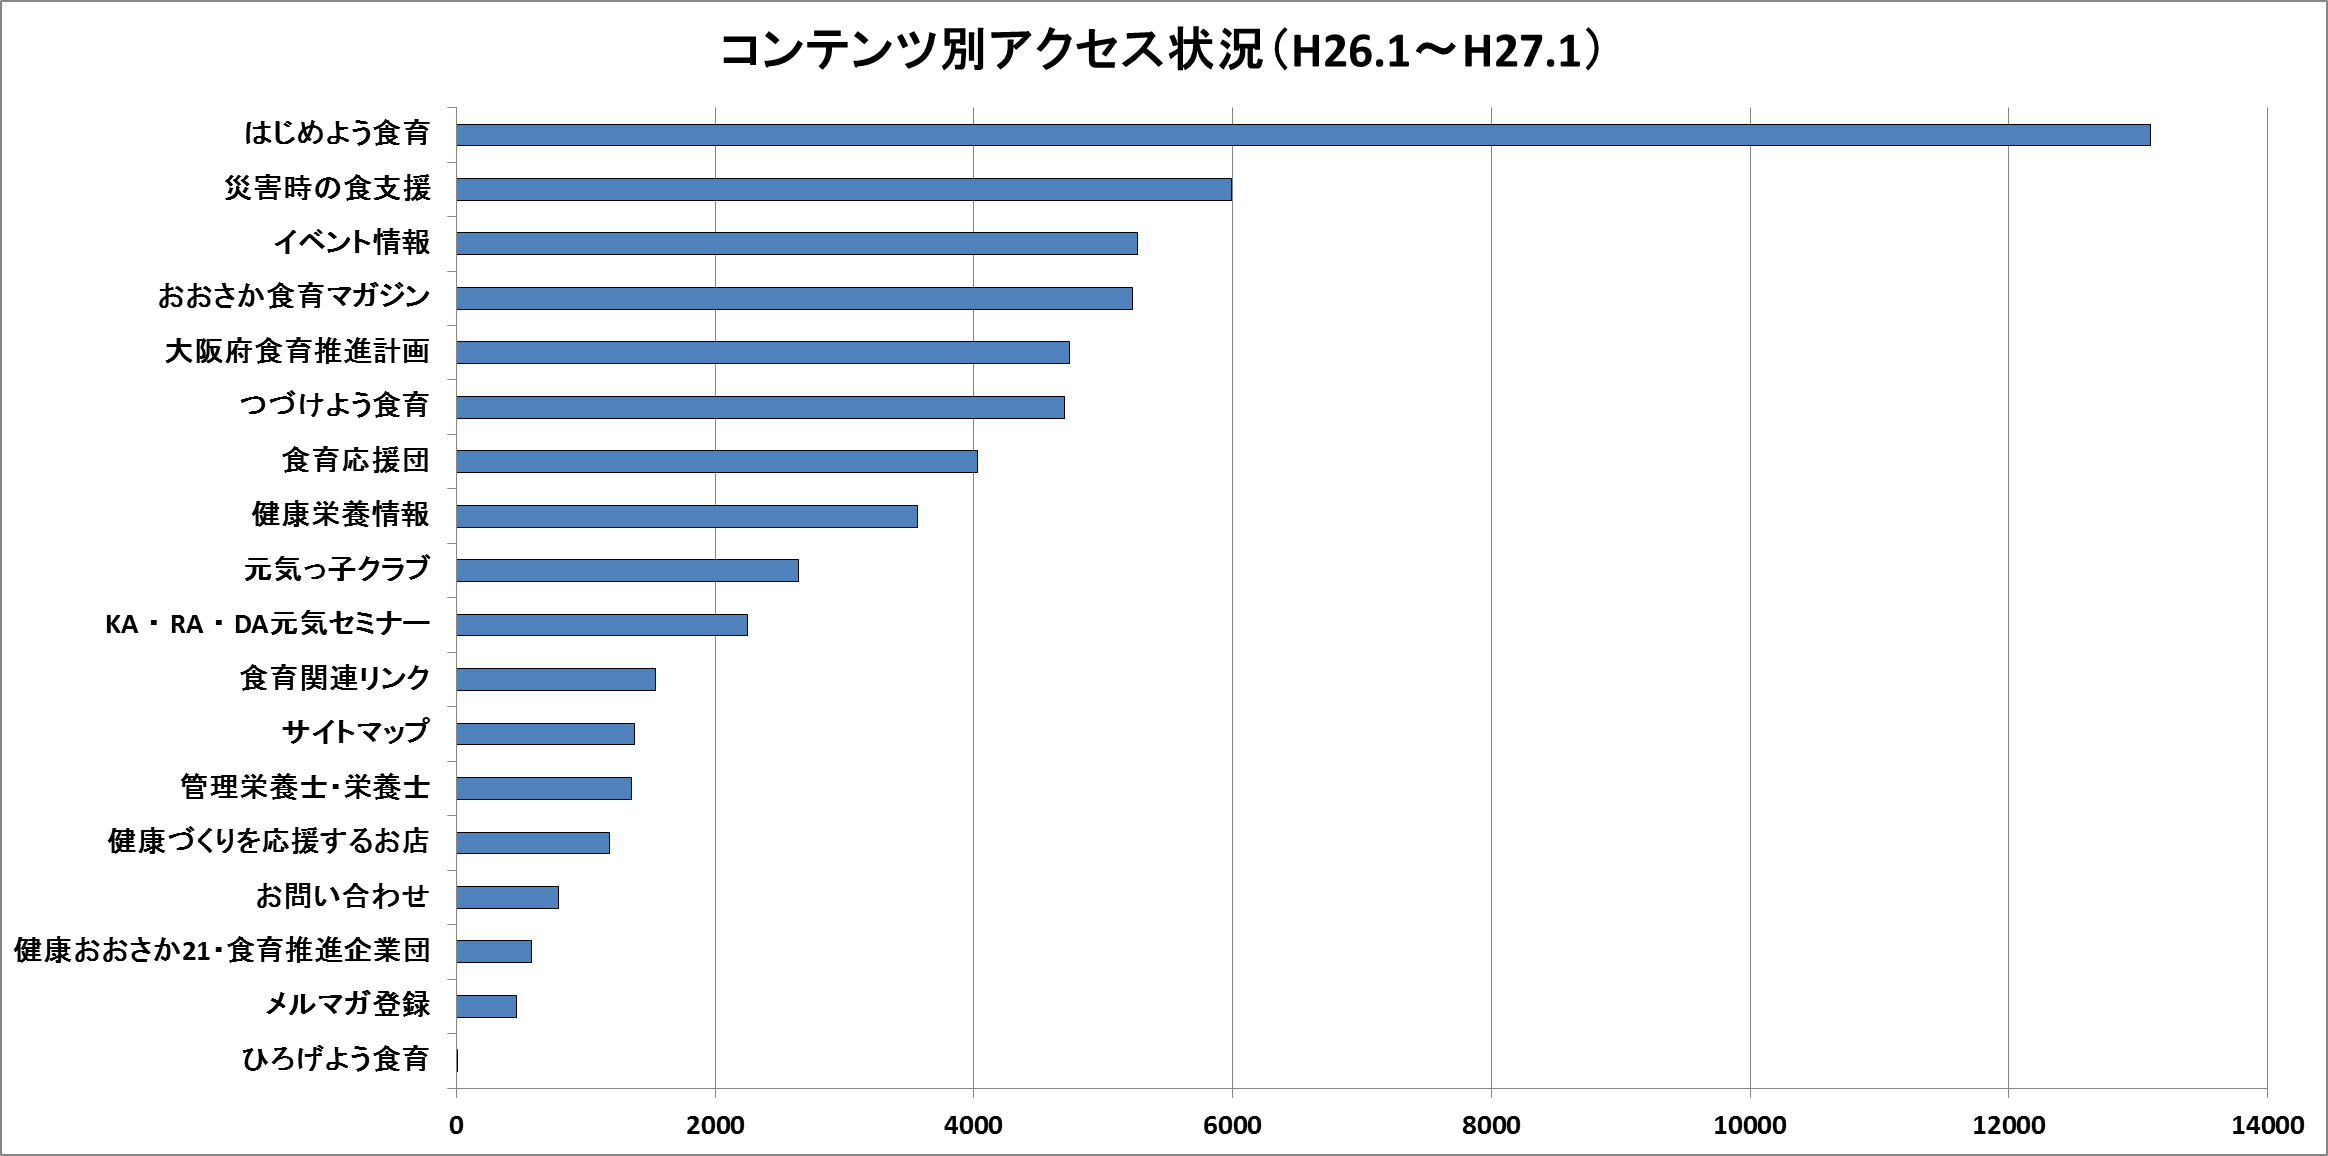 コンテンツ別アクセス状況（H26.1～H27.1）
はじめよう食育
災害時の食支援
イベント情報
おおさか食育マガジン
大阪府食育推進計画
つづけよう食育
食育応援団
健康栄養情報
元気っ子クラブ
KA・RA・DA元気セミナー
食育関連リンク
サイトマップ
管理栄養士・栄養士
健康づくりを応援するお店
お問い合わせ
健康おおさか21・食育推進企業団
メルマガ登録
ひろげよう食育
0 2000 4000 6000 8000 10000 12000 14000